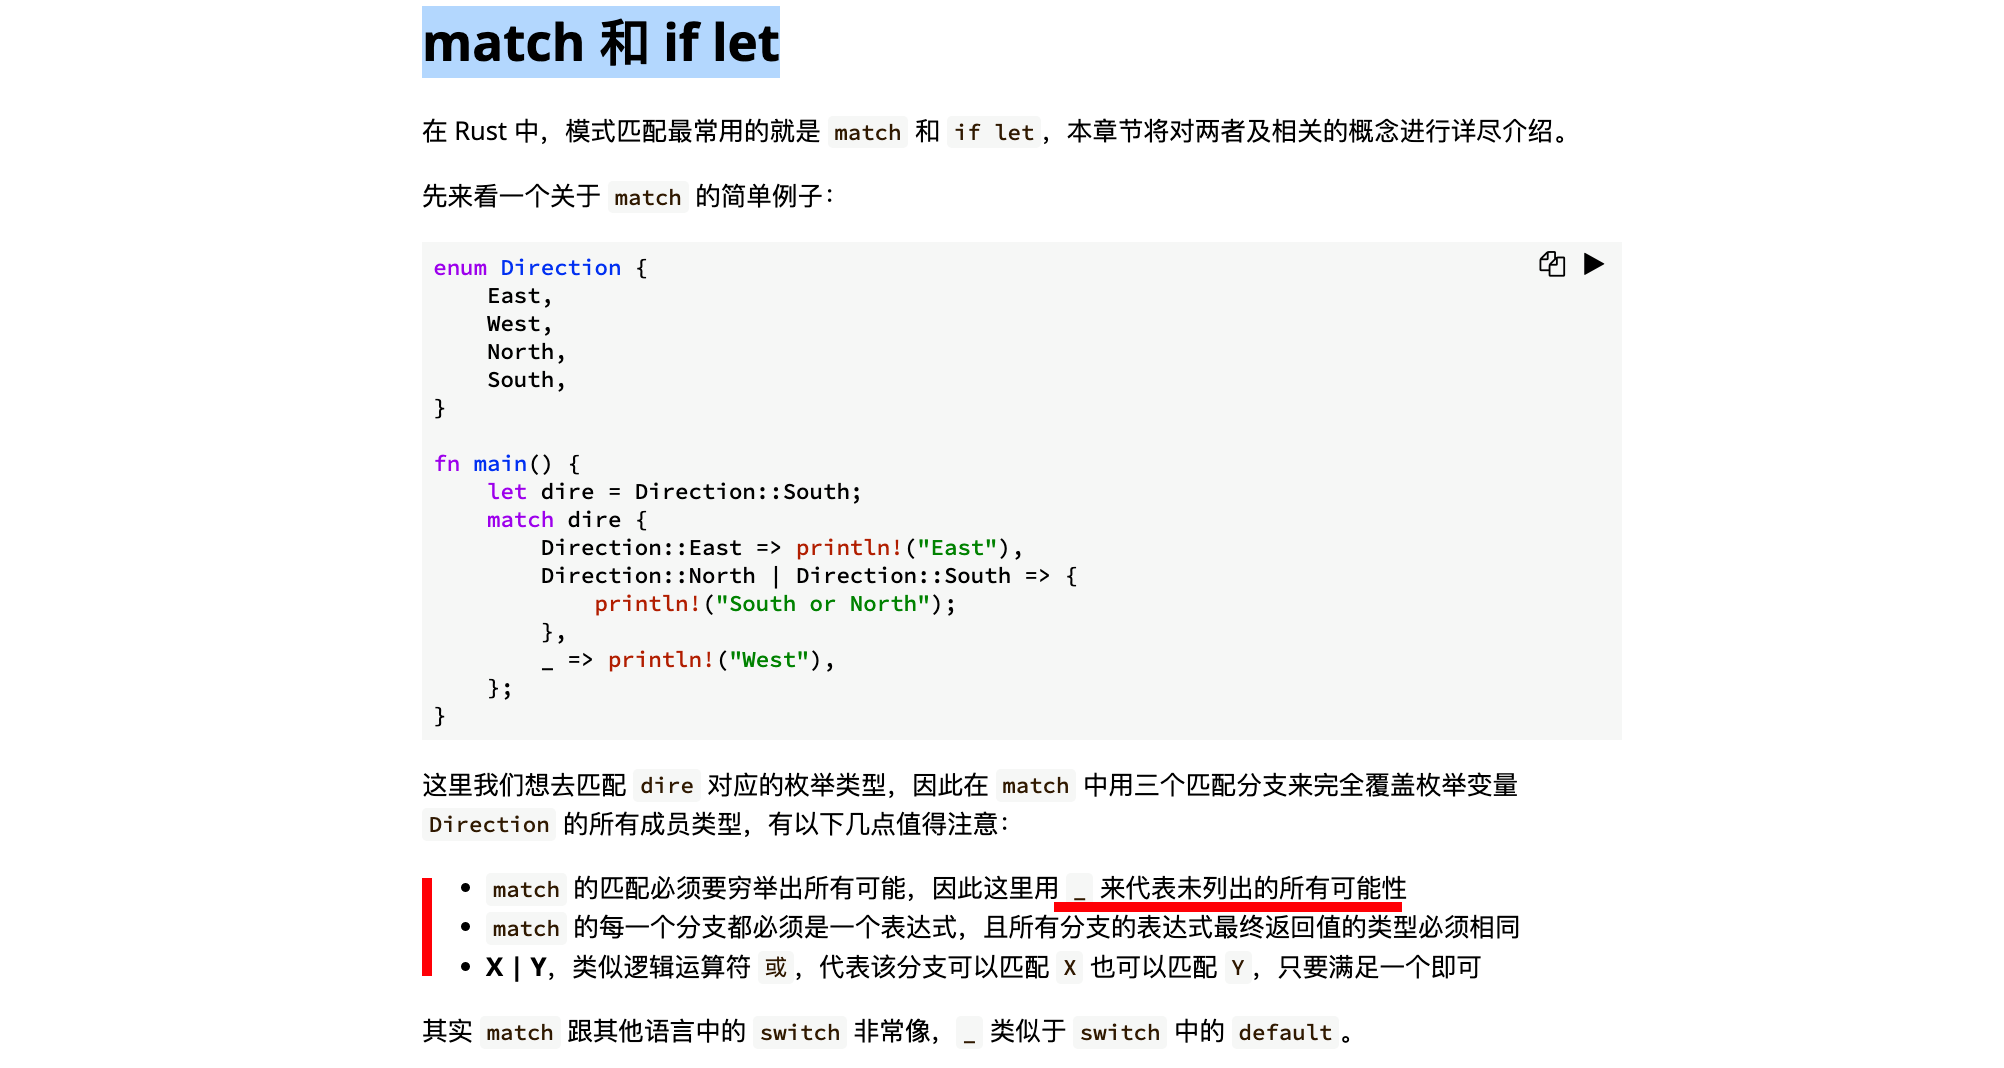 match 和 if let
在 Rust 中，模式匹配最常用的就是 match 和 if let，本章节将对两者及相关的概念进行详尽介绍。
先来看一个关于 match 的简单例子：
enum Direction {
    East,
    West,
    North,
    South,
}
fn main() {
    let dire = Direction::South;
    match dire {
        Direction::East => println!("East"),
        Direction::North | Direction::South => {
            println!("South or North");
        },
        _ => println!("West"),
    };
}
这里我们想去匹配 dire 对应的枚举类型，因此在 match 中用三个匹配分支来完全覆盖枚举变量
Direction 的所有成员类型，有以下几点值得注意：
• match 的匹配必须要穷举出所有可能，因此这里用 _ 来代表未列出的所有可能性
• match 的每一个分支都必须是一个表达式，且所有分支的表达式最终返回值的类型必须相同
• X | Y，类似逻辑运算符 或，代表该分支可以匹配 X 也可以匹配 Y，只要满足一个即可
其实 match 跟其他语言中的 switch 非常像，_ 类似于 switch 中的 default。